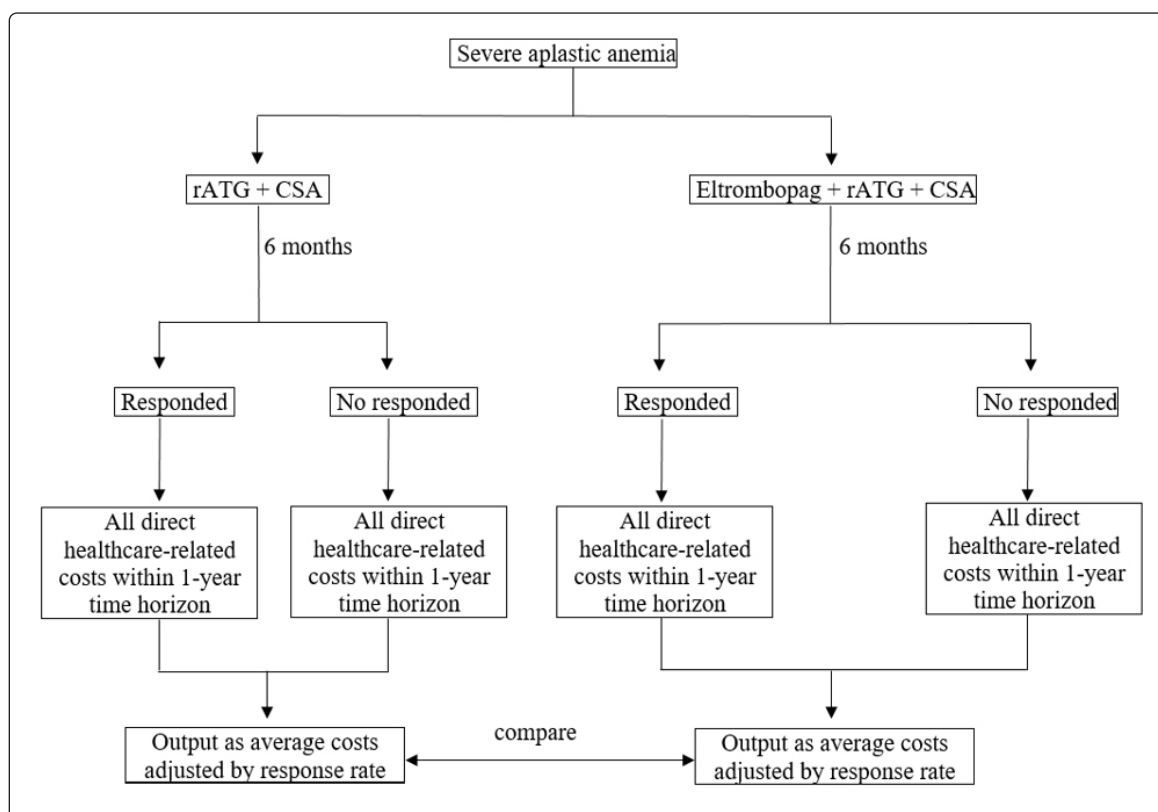 Severe aplastic anemia
rATG + CSA
Eltrombopag + rATG + CSA
6 months
6 months
Responded
No responded
Responded
No responded
All direct
healthcare-related
costs within 1-year
time horizon
All direct
healthcare-related
costs within 1-year
time horizon
All direct
healthcare-related
costs within 1-year
time horizon
All direct
healthcare-related
costs within 1-year
time horizon
Output as average costs
adjusted by response rate
compare
Output as average costs
adjusted by response rate